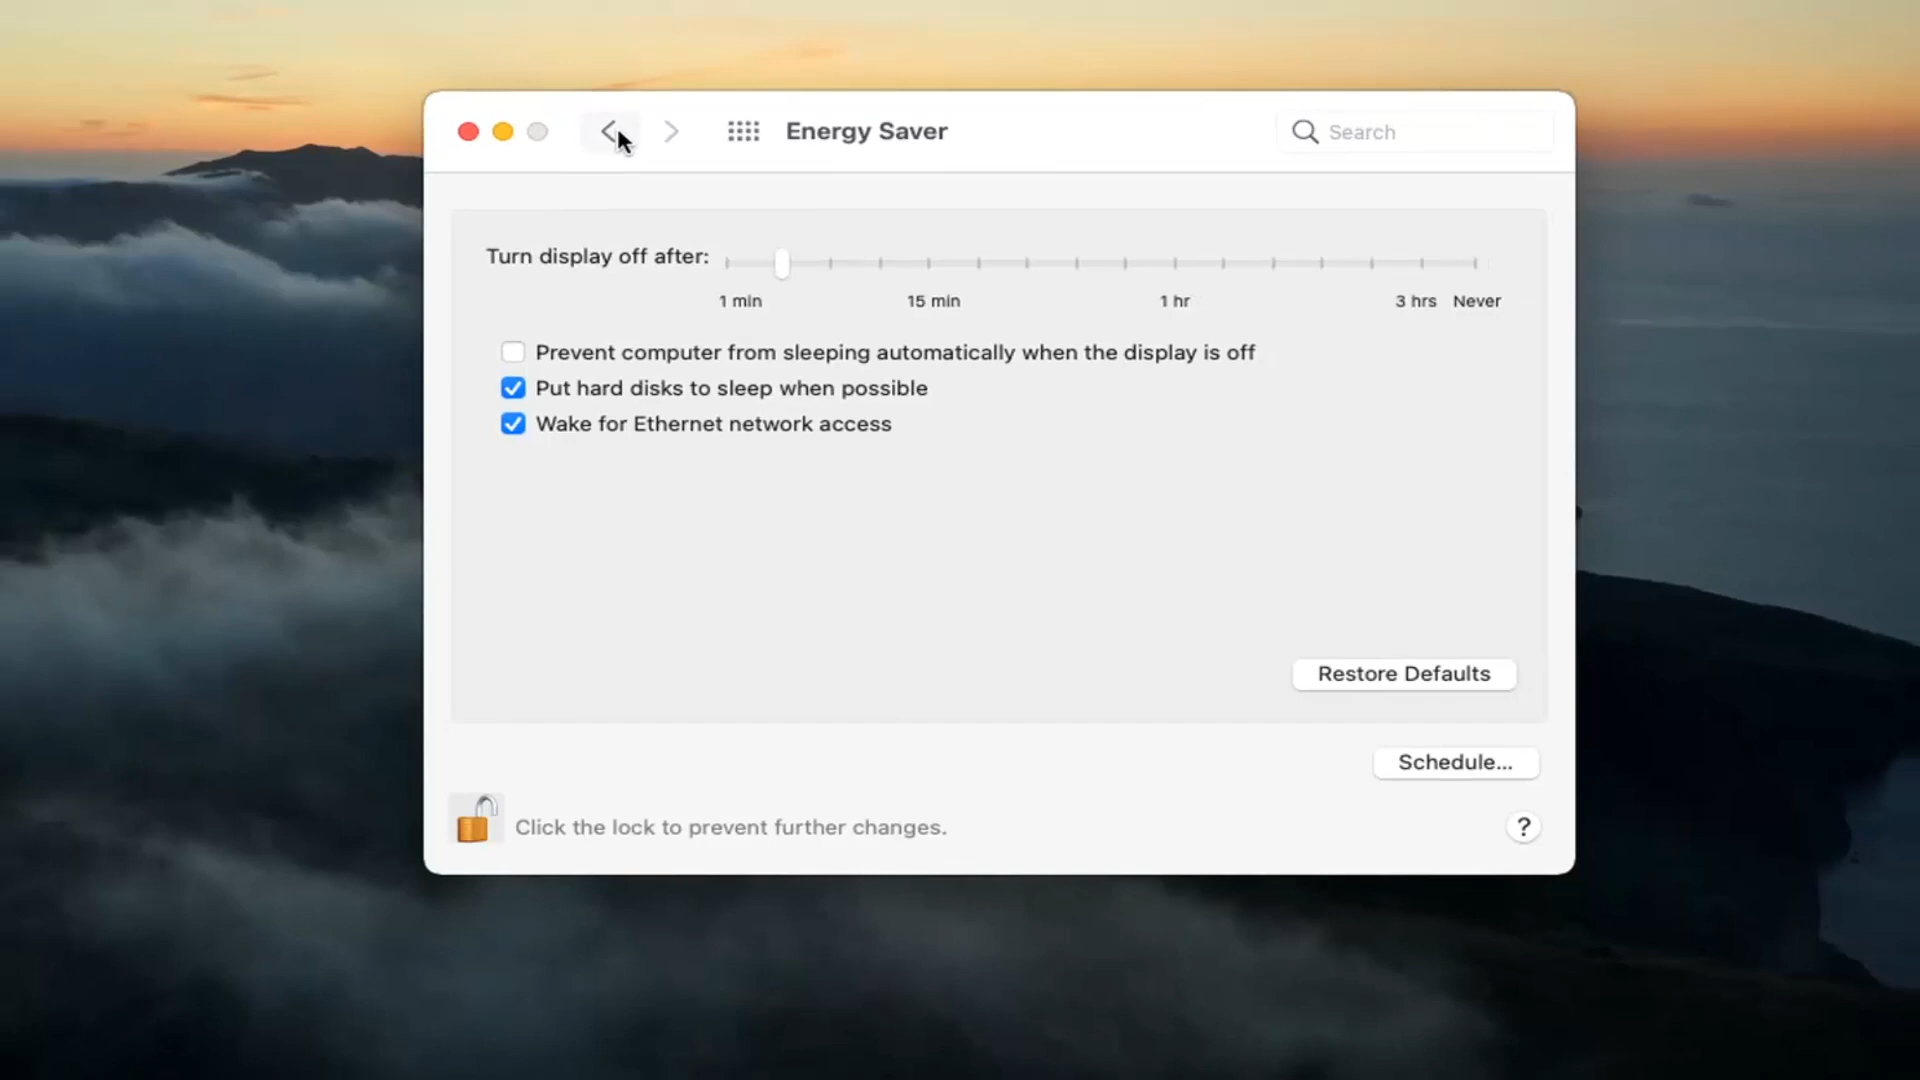 Energy Saver
Search
Turn display off after:
1 min 15 min 1 hr 3 hrs Never
Prevent computer from sleeping automatically when the display is off
Put hard disks to sleep when possible
Wake for Ethernet network access
Restore Defaults
Schedule...
Click the lock to prevent further changes.
?